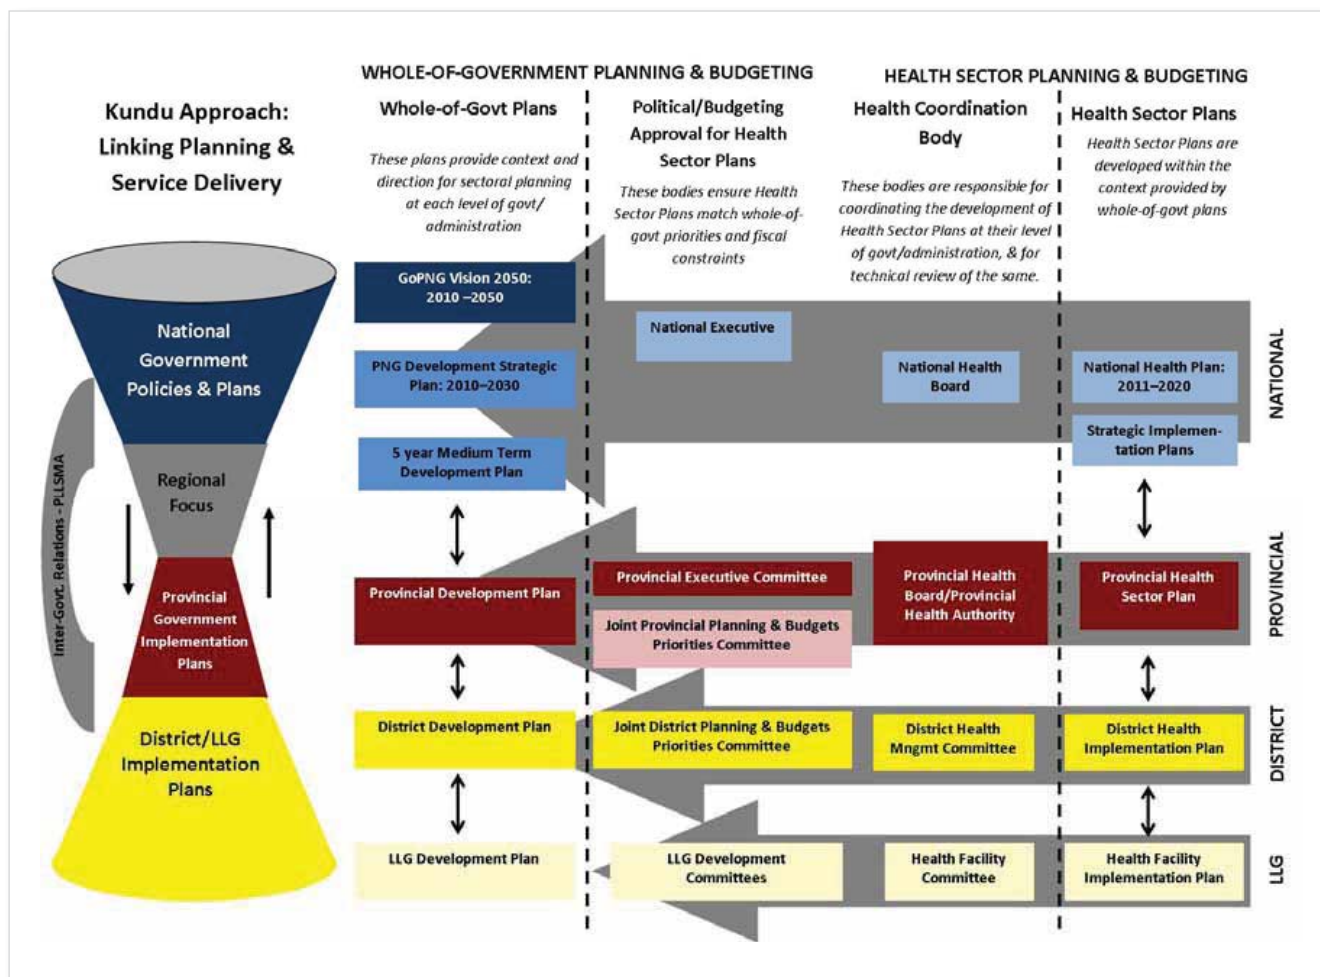 WHOLE-OF-GOVERNMENT PLANNING & BUDGETING
HEALTH SECTOR PLANNING & BUDGETING
Kundu Approach:
Linking Planning &
Service Delivery
Whole-of-Govt Plans
These plans provide context and
direction for sectoral planning
at each level of govt/
administration
Political/Budgeting
Approval for Health
Sector Plans
These bodies ensure Health
Sector Plans match whole-of-
govt priorities and fiscal
constraints
Health Coordination
Body
These bodies are responsible for
coordinating the development of
Health Sector Plans at their level
of govt/administration, & for
technical review of the same.
Health Sector Plans
Health Sector Plans are
developed within the
context provided by
whole-of-govt plans
National
Government
Policies & Plans
Regional
Focus
Provincial
Government
Implementation
Plans
District/LLG
Implementation
Plans
Inter-Govt. Relations - PLLSMA
GoPNG Vision 2050:
2010 –2050
PNG Development Strategic
Plan: 2010–2030
5 year Medium Term
Development Plan
National Executive
National Health
Board
National Health Plan:
2011–2020
Strategic Implemen-
tation Plans
NATIONAL
Provincial Development Plan
Provincial Executive Committee
Joint Provincial Planning & Budgets
Priorities Committee
Provincial Health
Board/Provincial
Health Authority
Provincial Health
Sector Plan
PROVINCIAL
District Development Plan
Joint District Planning & Budgets
Priorities Committee
District Health
Mngmt Committee
District Health
Implementation Plan
DISTRICT
LLG Development Plan
LLG Development
Committees
Health Facility
Committee
Health Facility
Implementation Plan
LLG